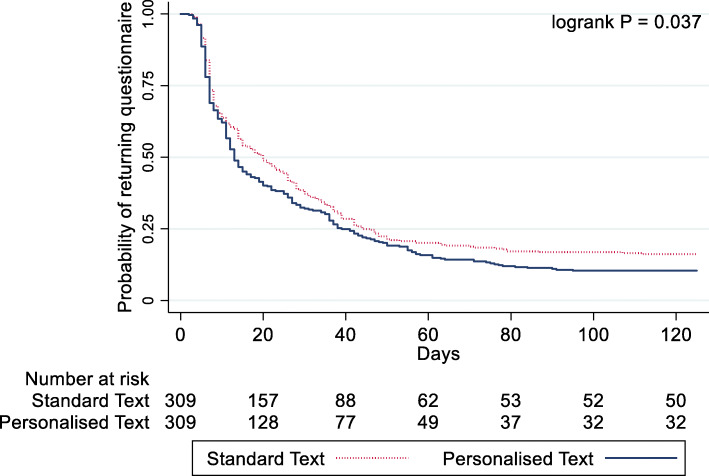 logrank P = 0.037
Probability of returning questionnaire
1.00
0.75
0.50
0.25
0
0 20 40 60 80 100 120
Days
Number at risk
Standard Text 309 157 88 62 53 52 50
Personalised Text 309 128 77 49 37 32 32
Standard Text Personalised Text